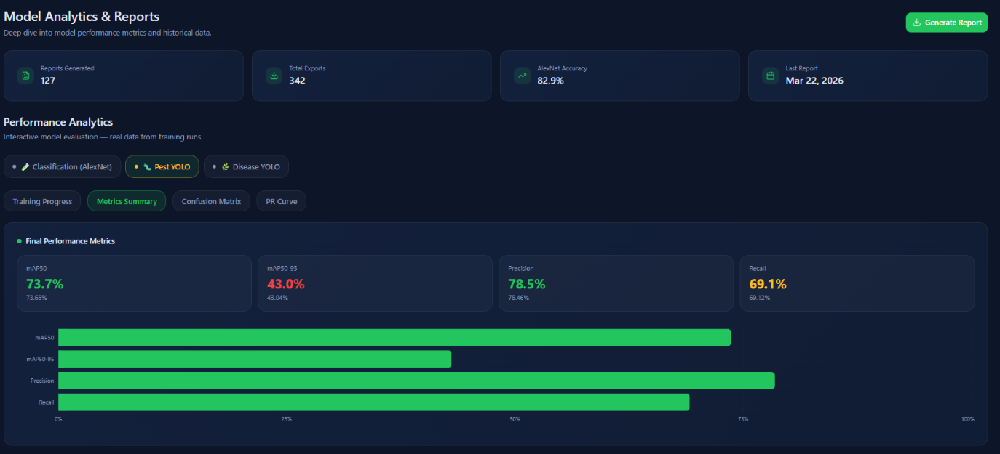 Model Analytics & Reports
Deep dive into model performance metrics and historical data.
Generate Report
Reports Generated
127
Total Exports
342
AlexNet Accuracy
82.9%
Last Report
Mar 22, 2026
Performance Analytics
Interactive model evaluation — real data from training runs
Classification (AlexNet)
Pest YOLO
Disease YOLO
Training Progress
Metrics Summary
Confusion Matrix
PR Curve
Final Performance Metrics
mAP50
73.7%
73.65%
mAP50-95
43.0%
43.04%
Precision
78.5%
78.46%
Recall
69.1%
69.12%
mAP50
mAP50-95
Precision
Recall
0%
25%
50%
75%
100%